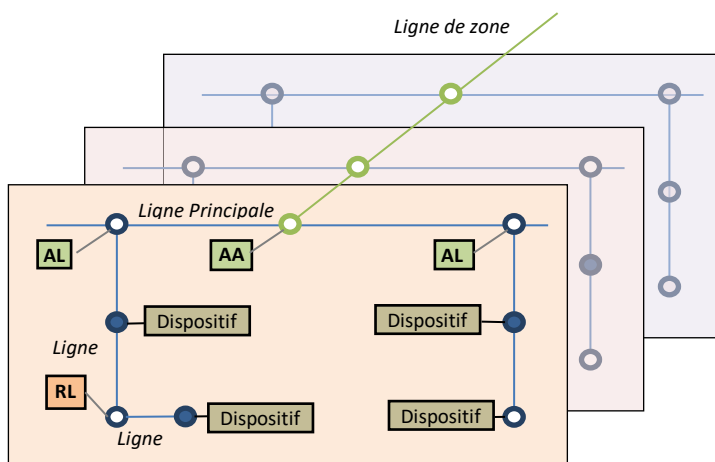 Ligne de zone
Ligne Principale
AL
AA
AL
Dispositif
Dispositif
Ligne
RL
Dispositif
Dispositif
Ligne